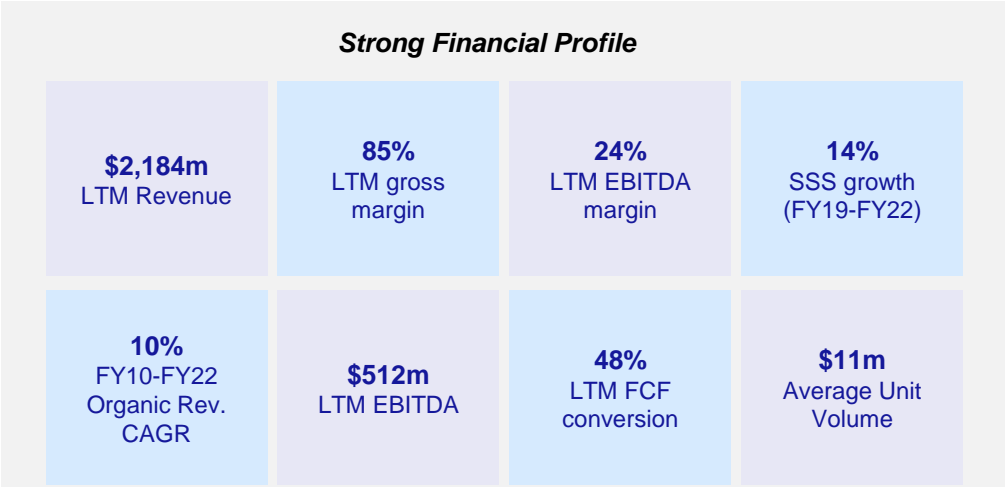 Strong Financial Profile
$2,184m
LTM Revenue
85%
LTM gross
margin
24%
LTM EBITDA
margin
14%
SSS growth
(FY19-FY22)
10%
FY10-FY22
Organic Rev.
CAGR
$512m
LTM EBITDA
48%
LTM FCF
conversion
$11m
Average Unit
Volume